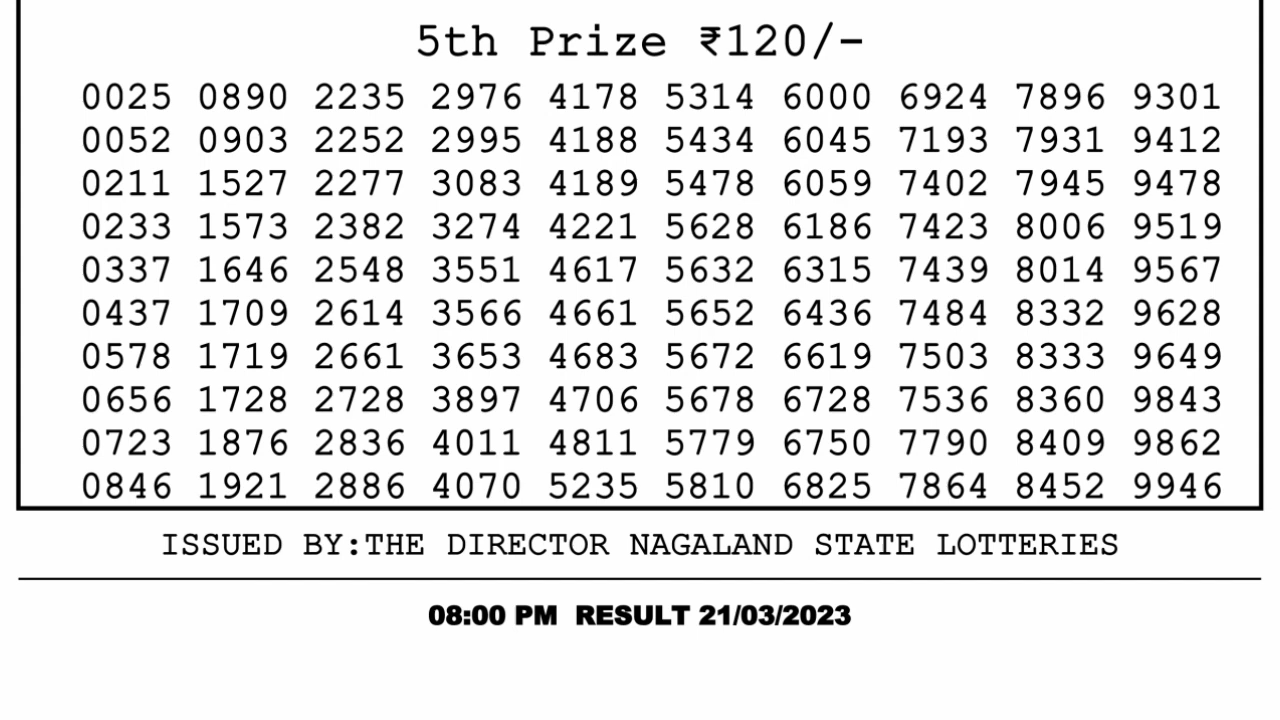 5th Prize ₹120/-
0025 0890 2235 2976 4178 5314 6000 6924 7896 9301
0052 0903 2252 2995 4188 5434 6045 7193 7931 9412
0211 1527 2277 3083 4189 5478 6059 7402 7945 9478
0233 1573 2382 3274 4221 5628 6186 7423 8006 9519
0337 1646 2548 3551 4617 5632 6315 7439 8014 9567
0437 1709 2614 3566 4661 5652 6436 7484 8332 9628
0578 1719 2661 3653 4683 5672 6619 7503 8333 9649
0656 1728 2728 3897 4706 5678 6728 7536 8360 9843
0723 1876 2836 4011 4811 5779 6750 7790 8409 9862
0846 1921 2886 4070 5235 5810 6825 7864 8452 9946
ISSUED BY:THE DIRECTOR NAGALAND STATE LOTTERIES
08:00 PM RESULT 21/03/2023